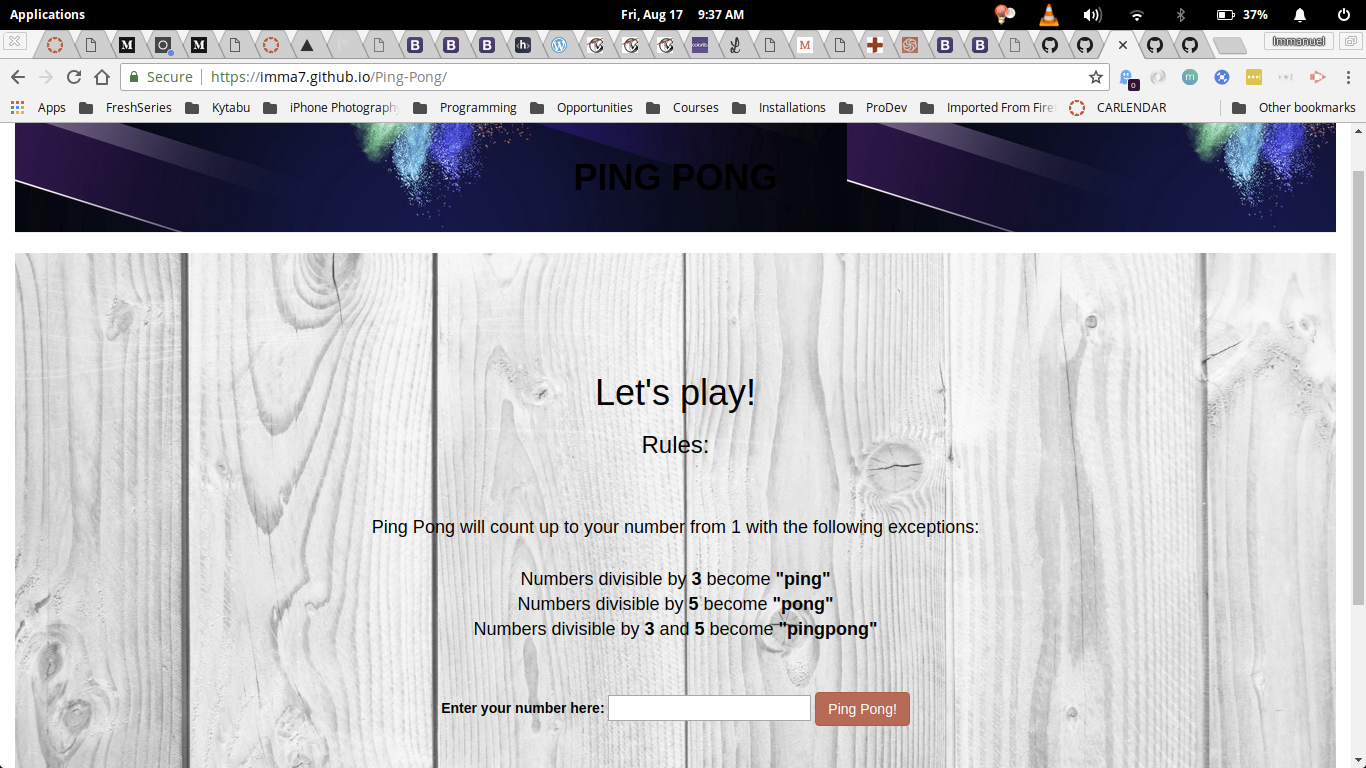 Applications
Fri, Aug 17 9:37 AM
37%
Immanuel
Secure
https://imma7.github.io/Ping-Pong/
0
Apps
FreshSeries
Kytabu
iPhone Photography
Programming
Opportunities
Courses
Installations
ProDev
Imported From Fire
CARLENDAR
Other bookmarks
PING PONG
Let's play!
Rules:
Ping Pong will count up to your number from 1 with the following exceptions:
Numbers divisible by 3 become "ping"
Numbers divisible by 5 become "pong"
Numbers divisible by 3 and 5 become "pingpong"
Enter your number here:
Ping Pong!